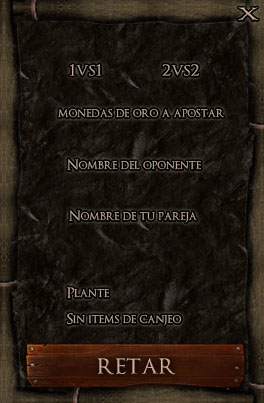 X
1vs1 2vs2
monedas de oro a apostar
Nombre del oponente
Nombre de tu pareja
Plante
Sin items de canjeo
RETAR